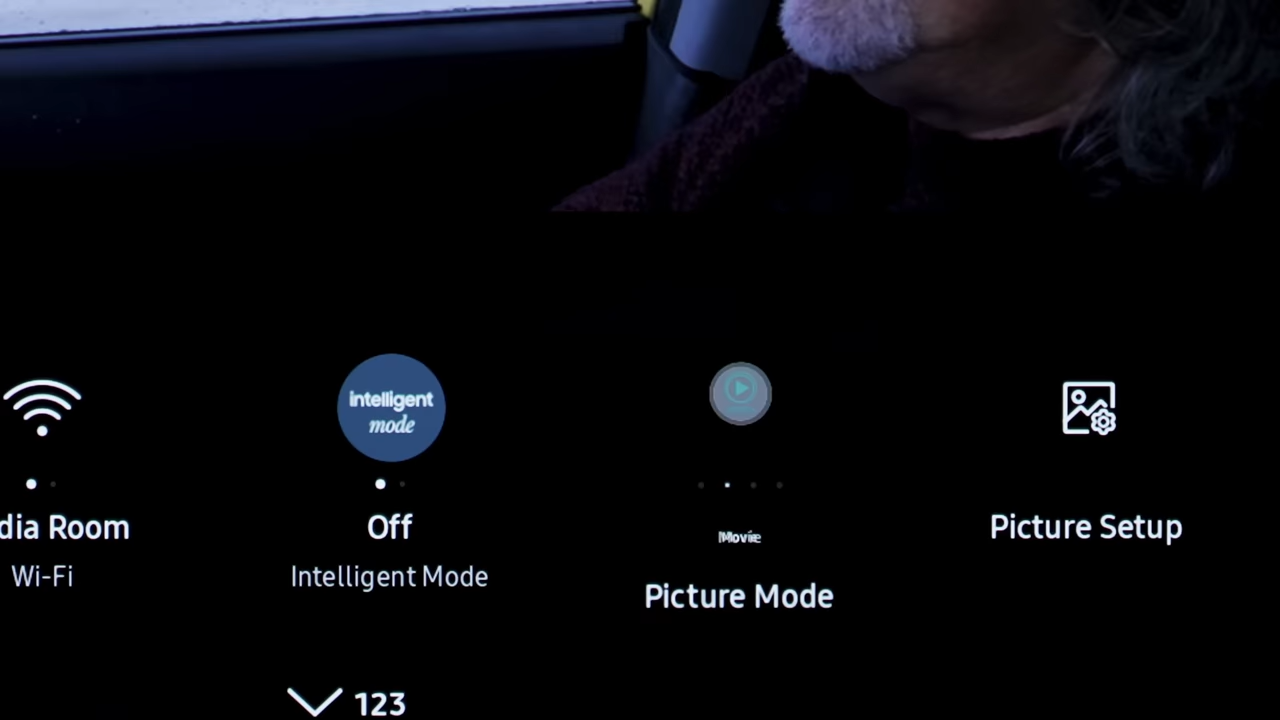 intelligent
mode
dia Room
Wi-Fi
Off
Intelligent Mode
Movie
Picture Mode
Picture Setup
123